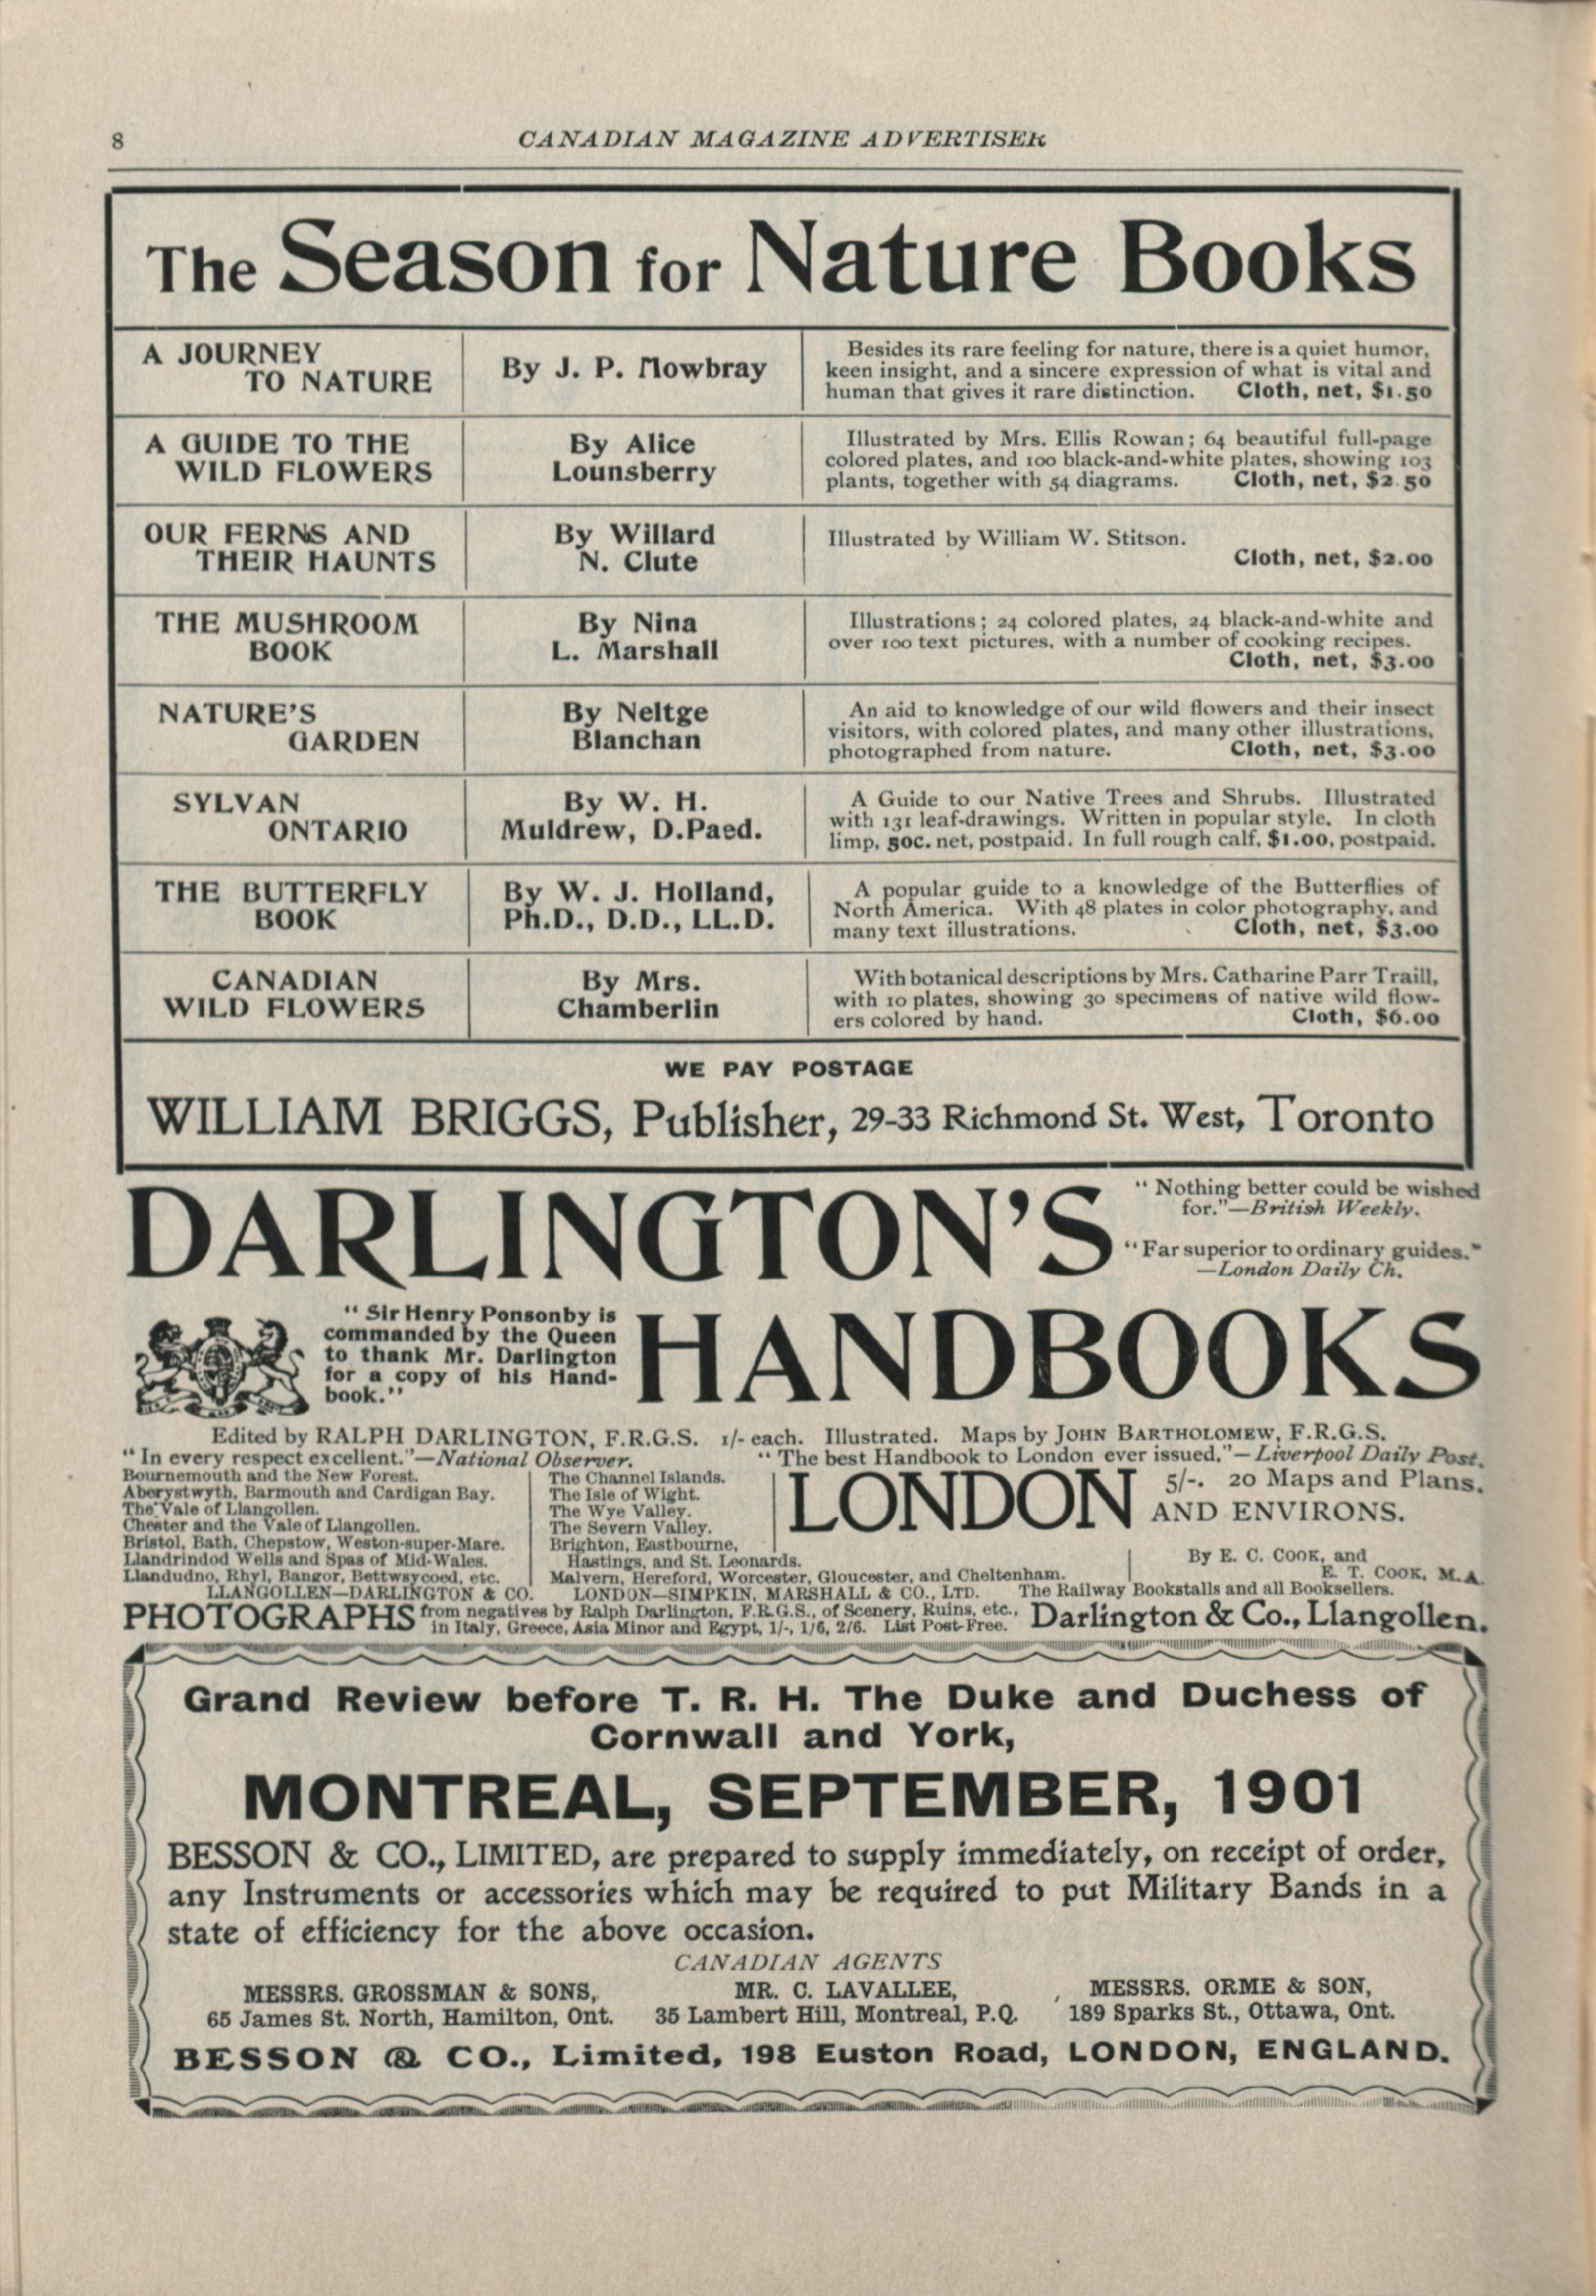 8
CANADIAN MAGAZINE ADVERTISER
The Season for Nature Books
A JOURNEY
TO NATURE
By J. P. Mowbray
Besides its rare feeling for nature, there is a quiet humor,
keen insight, and a sincere expression of what is vital and
human that gives it rare distinction. Cloth, net, $1.50
A GUIDE TO THE
WILD FLOWERS
By Alice
Lounsberry
Illustrated by Mrs. Ellis Rowan; 64 beautiful full-page
colored plates, and 100 black-and-white plates, showing 103
plants, together with 54 diagrams. Cloth, net, $2.50
OUR FERNS AND
THEIR HAUNTS
By Willard
N. Clute
Illustrated by William W. Stitson.
Cloth, net, $2.00
THE MUSHROOM
BOOK
By Nina
L. Marshall
Illustrations; 24 colored plates, 24 black-and-white and
over 100 text pictures, with a number of cooking recipes.
Cloth, net, $3.00
NATURE'S
GARDEN
By Neltge
Blanchan
An aid to knowledge of our wild flowers and their insect
visitors, with colored plates, and many other illustrations,
photographed from nature. Cloth, net, $3.00
SYLVAN
ONTARIO
By W. H.
Muldrew, D.Paed.
A Guide to our Native Trees and Shrubs. Illustrated
with 131 leaf-drawings. Written in popular style. In cloth
limp, 50c. net, postpaid. In full rough calf, $1.00, postpaid.
THE BUTTERFLY
BOOK
By W. J. Holland,
Ph.D., D.D., LL.D.
A popular guide to a knowledge of the Butterflies of
North America. With 48 plates in color photography, and
many text illustrations. Cloth, net, $3.00
CANADIAN
WILD FLOWERS
By Mrs.
Chamberlin
With botanical descriptions by Mrs. Catharine Parr Traill,
with 10 plates, showing 30 specimens of native wild flow-
ers colored by hand. Cloth, $6.00
WE PAY POSTAGE
WILLIAM BRIGGS, Publisher, 29-33 Richmond St. West, Toronto
DARLINGTON'S
"Nothing better could be wished
for."—British Weekly.
"Far superior to ordinary guides."
—London Daily Ch.
"Sir Henry Ponsonby is
commanded by the Queen
to thank Mr. Darlington
for a copy of his Hand-
book."
HANDBOOKS
Edited by RALPH DARLINGTON, F.R.G.S. 1/- each. Illustrated. Maps by JOHN BARTHOLOMEW, F.R.G.S.
"In every respect excellent."—National Observer. "The best Handbook to London ever issued."—Liverpool Daily Post.
Bournemouth and the New Forest.
Aberystwyth, Barmouth and Cardigan Bay.
The Vale of Llangollen.
Chester and the Vale of Llangollen.
Bristol, Bath, Chepstow, Weston-super-Mare.
Llandrindod Wells and Spas of Mid-Wales.
Llandudno, Rhyl, Bangor, Bettwsycoed, etc.
The Channel Islands.
The Isle of Wight.
The Wye Valley.
The Severn Valley.
Brighton, Eastbourne,
Hastings, and St. Leonards.
Malvern, Hereford, Worcester, Gloucester, and Cheltenham.
LONDON
5/-. 20 Maps and Plans.
AND ENVIRONS.
By E. C. COOK, and
E. T. COOK, M.A.
LLANGOLLEN—DARLINGTON & CO. LONDON—SIMPKIN, MARSHALL & CO., LTD. The Railway Bookstalls and all Booksellers.
PHOTOGRAPHS from negatives by Ralph Darlington, F.R.G.S., of Scenery, Ruins, etc.,
in Italy, Greece, Asia Minor and Egypt, 1/-, 1/6, 2/6. List Post-Free.
Darlington & Co., Llangollen.
Grand Review before T. R. H. The Duke and Duchess of
Cornwall and York,
MONTREAL, SEPTEMBER, 1901
BESSON & CO., LIMITED, are prepared to supply immediately, on receipt of order,
any Instruments or accessories which may be required to put Military Bands in a
state of efficiency for the above occasion.
CANADIAN AGENTS
MESSRS. GROSSMAN & SONS,
65 James St. North, Hamilton, Ont.
MR. C. LAVALLEE,
35 Lambert Hill, Montreal, P.Q.
MESSRS. ORME & SON,
189 Sparks St., Ottawa, Ont.
BESSON & CO., Limited, 198 Euston Road, LONDON, ENGLAND.